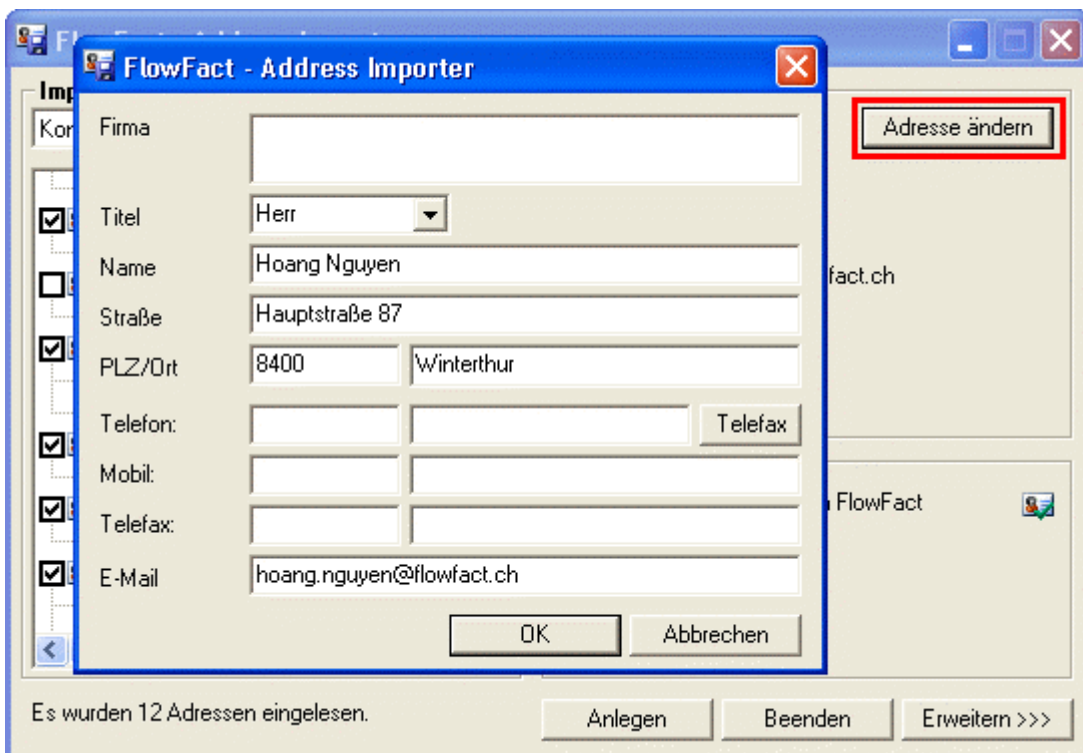 FlowFact - Address Importer
Imp
Kor
Adresse ändern
Firma
Titel
Herr
Name
Hoang Nguyen
fact.ch
Straße
Hauptstraße 87
PLZ/Ort
8400
Winterthur
Telefon:
Telefax
Mobil:
FlowFact
Telefax:
E-Mail
hoang.nguyen@flowfact.ch
OK
Abbrechen
Es wurden 12 Adressen eingelesen.
Anlegen
Beenden
Erweitern >>>